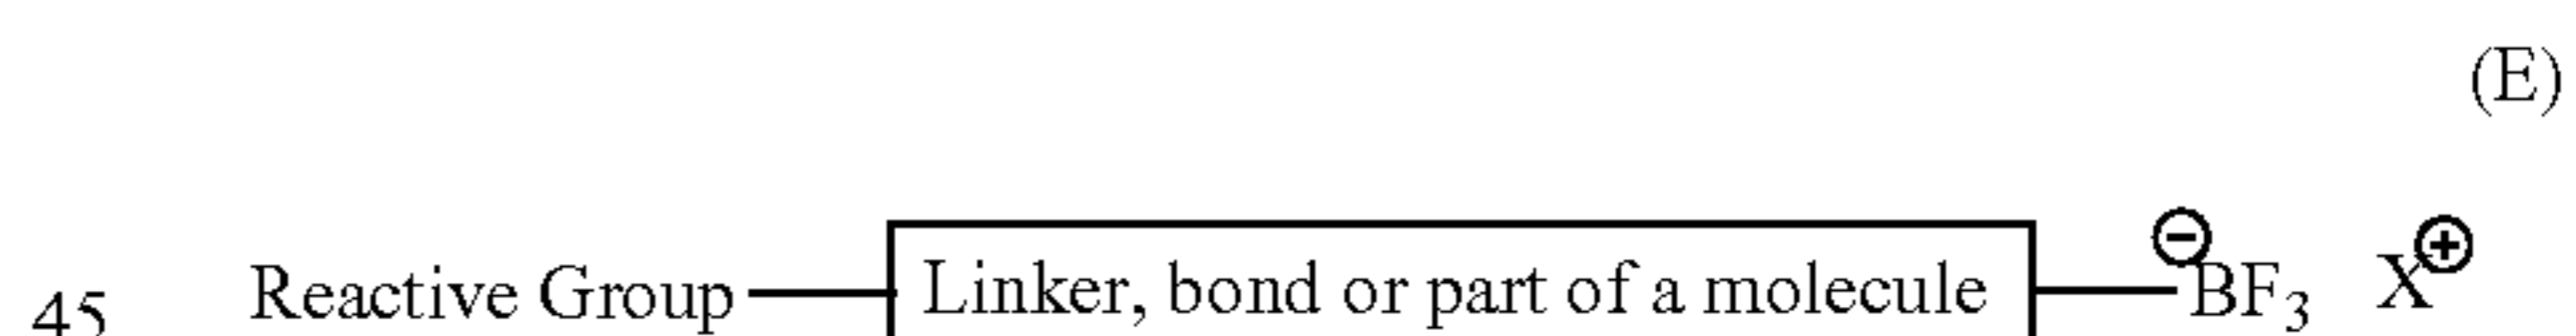 (E)
45 Reactive Group Linker, bond or part of a molecule ⊖BF₃ X⊕